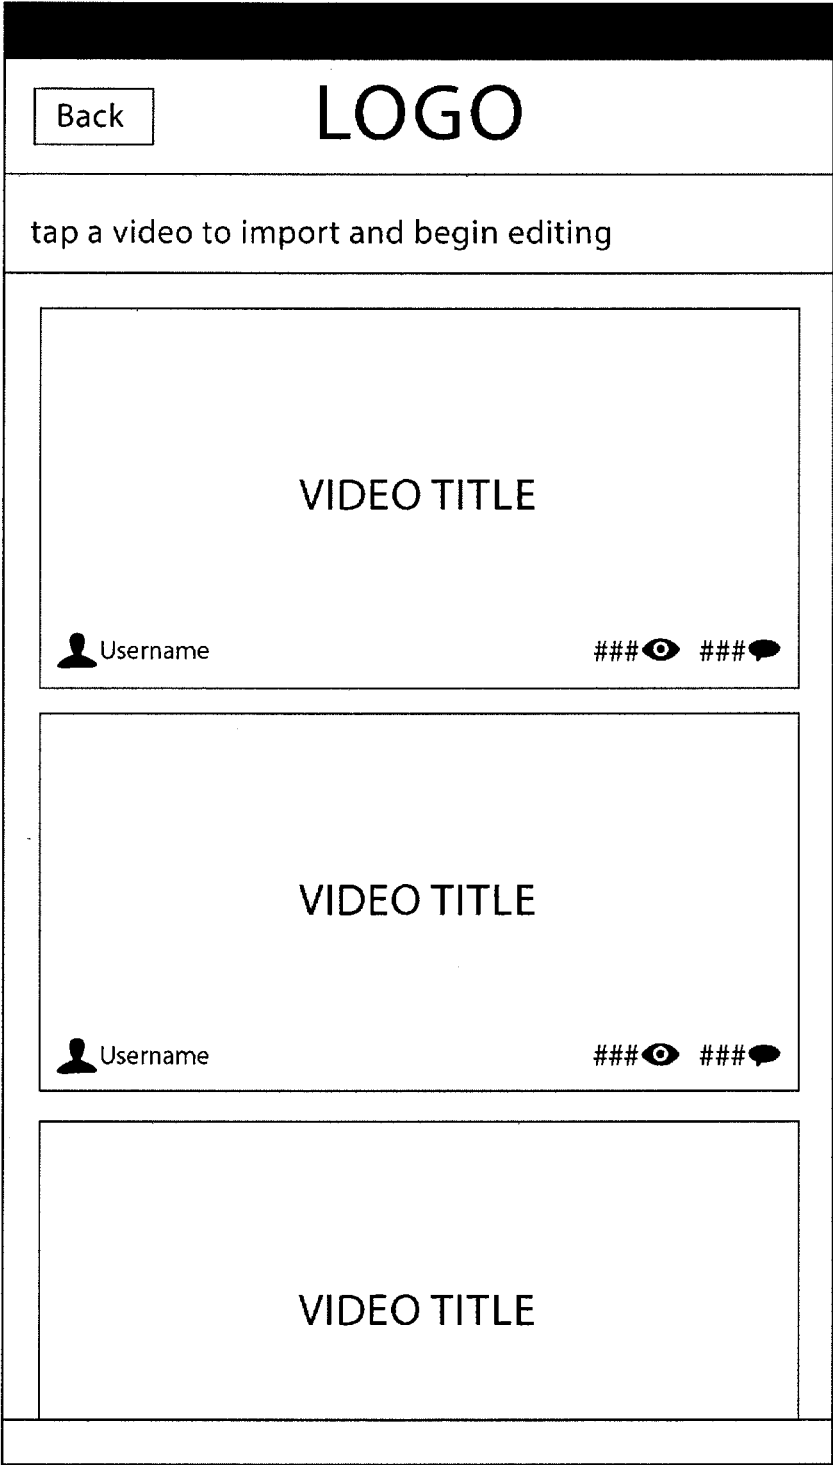 Back
LOGO
tap a video to import and begin editing
VIDEO TITLE
Username ### ###
VIDEO TITLE
Username ### ###
VIDEO TITLE